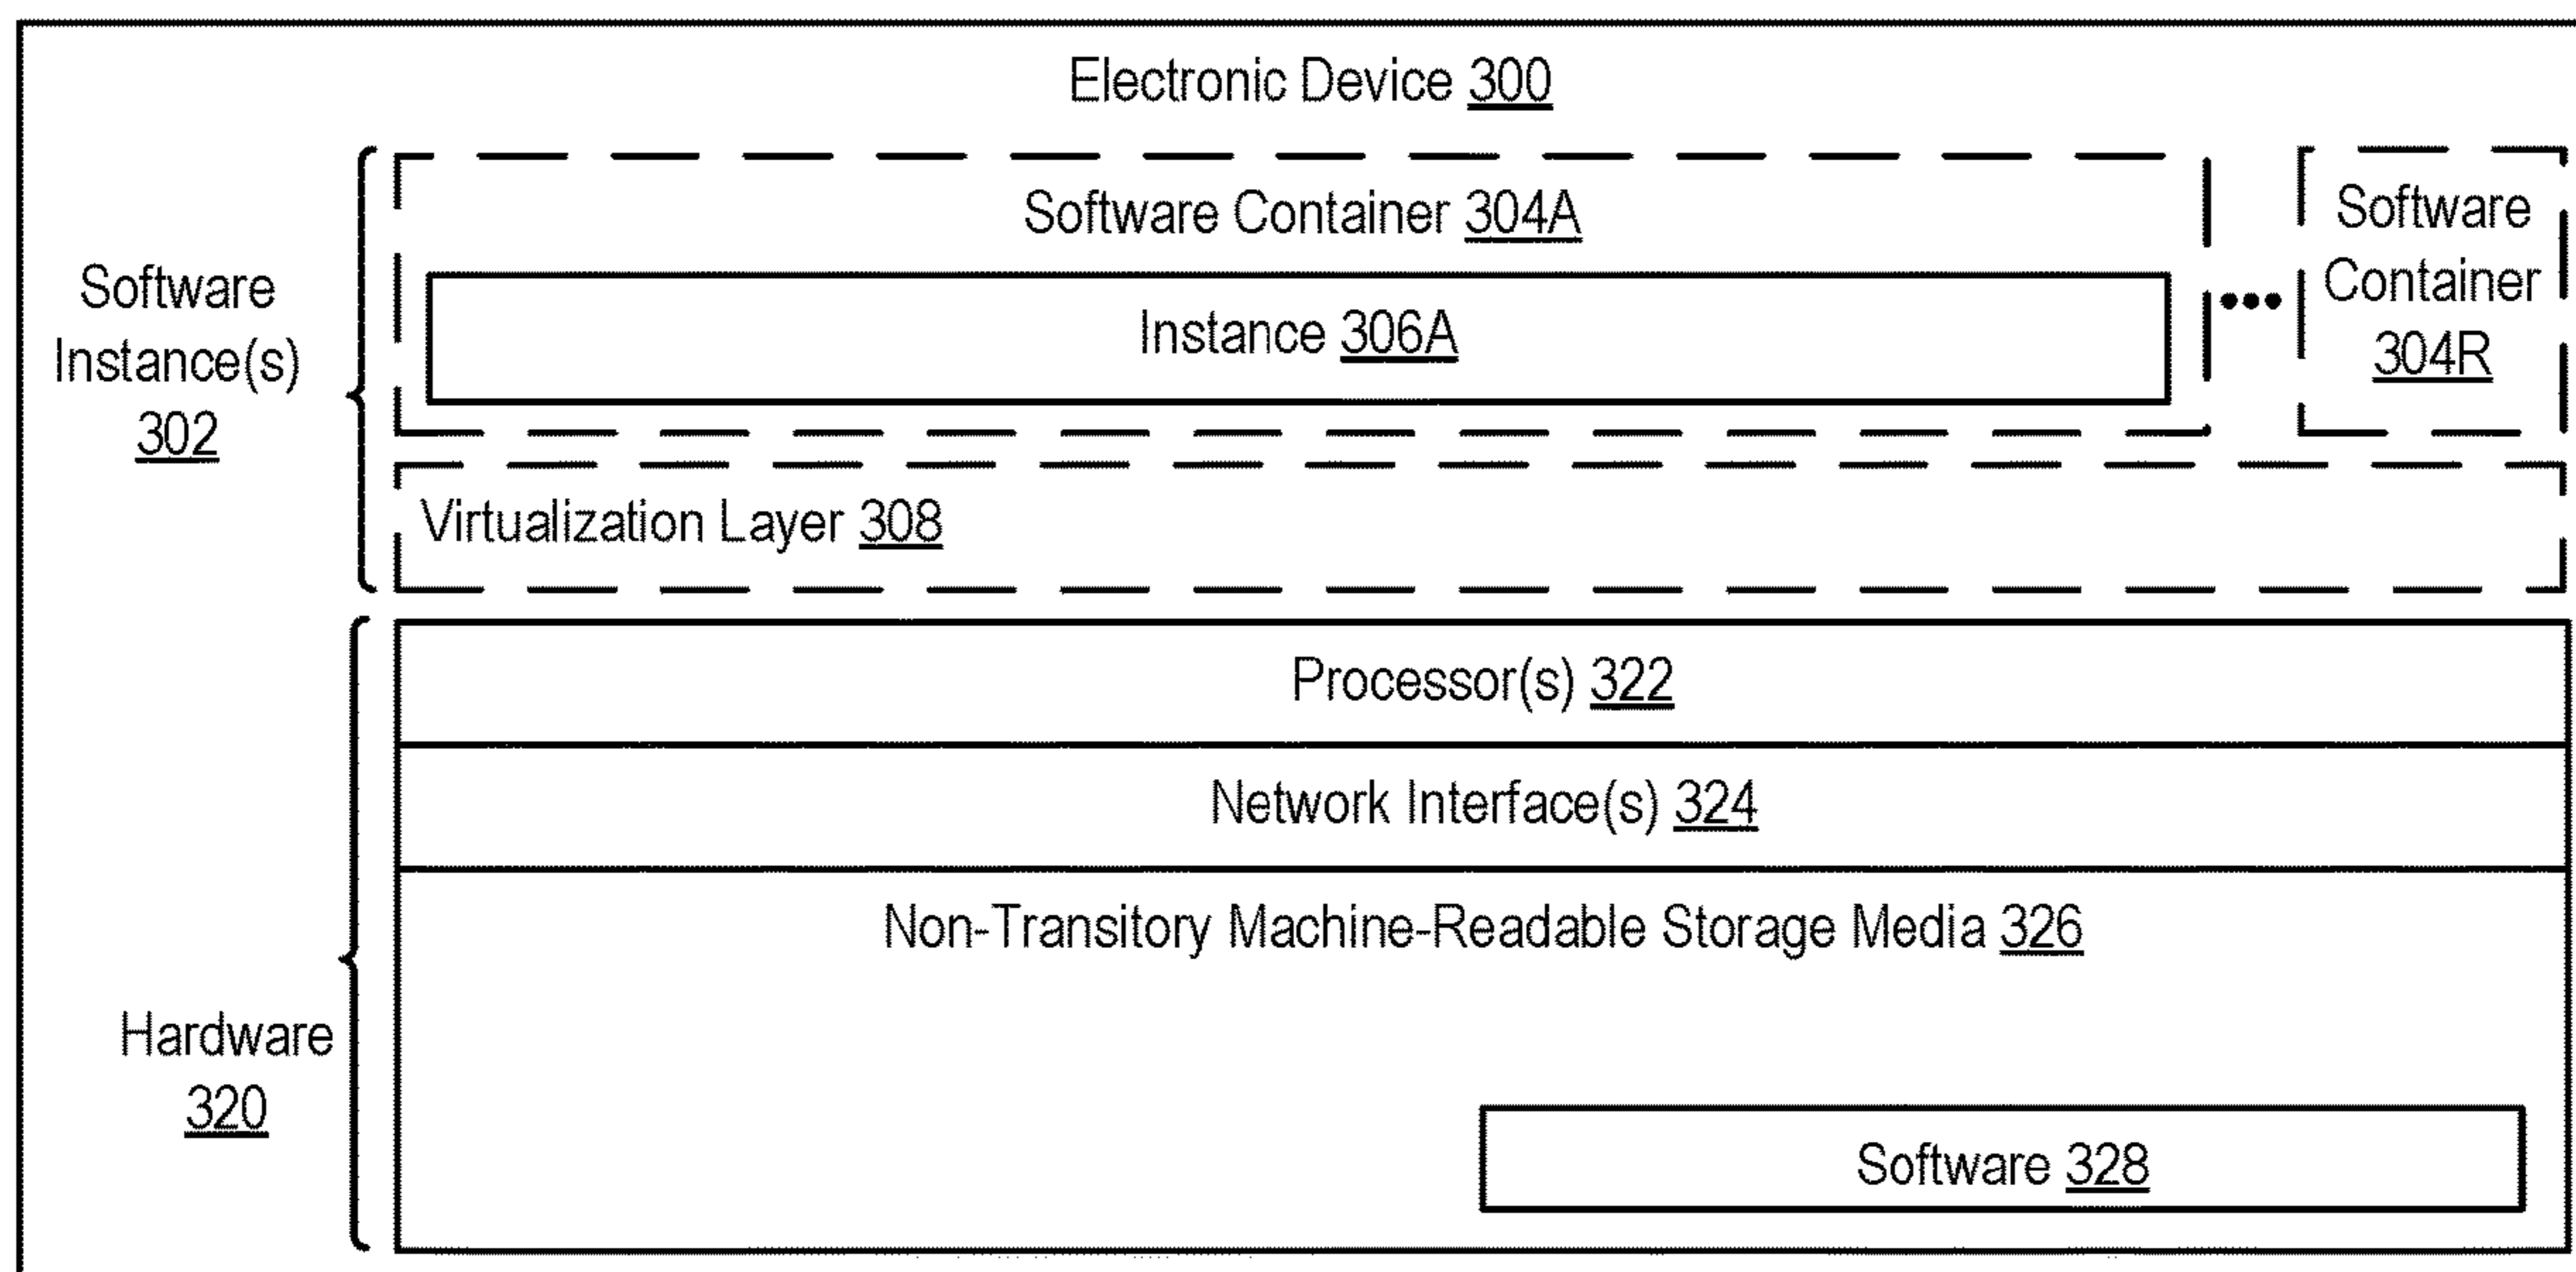 Electronic Device 300
Software Container 304A
Instance 306A
Software
Container
304R
Software
Instance(s)
302
Virtualization Layer 308
Processor(s) 322
Network Interface(s) 324
Non-Transitory Machine-Readable Storage Media 326
Hardware
320
Software 328